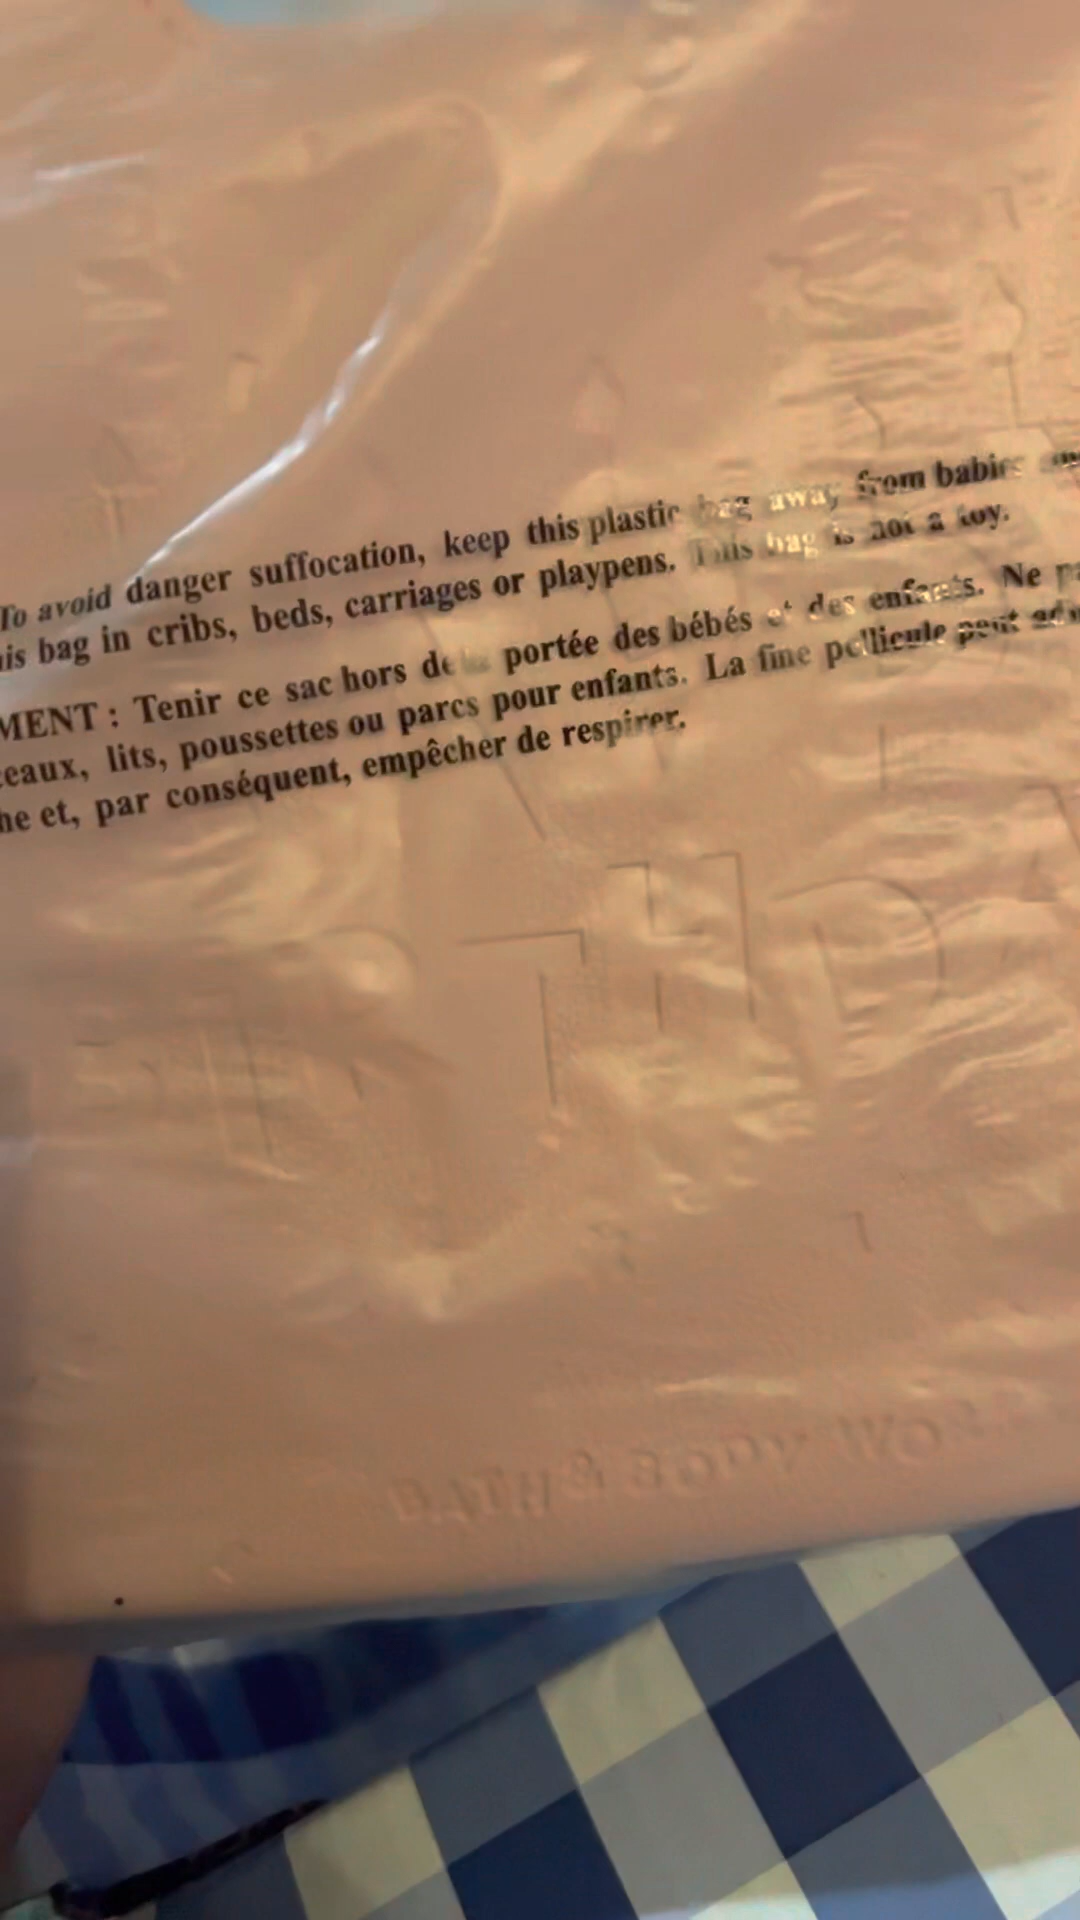 To avoid danger suffocation, keep this plastic bag away from babies
bag in cribs, beds, carriages or playpens. This bag is not a toy.
MENT : Tenir ce sac hors de la portée des bébés et des enfants. Ne
eaux, lits, poussettes ou parcs pour enfants. La fine pellicule peut
he et, par conséquent, empêcher de respirer.
BATH & BODY WO